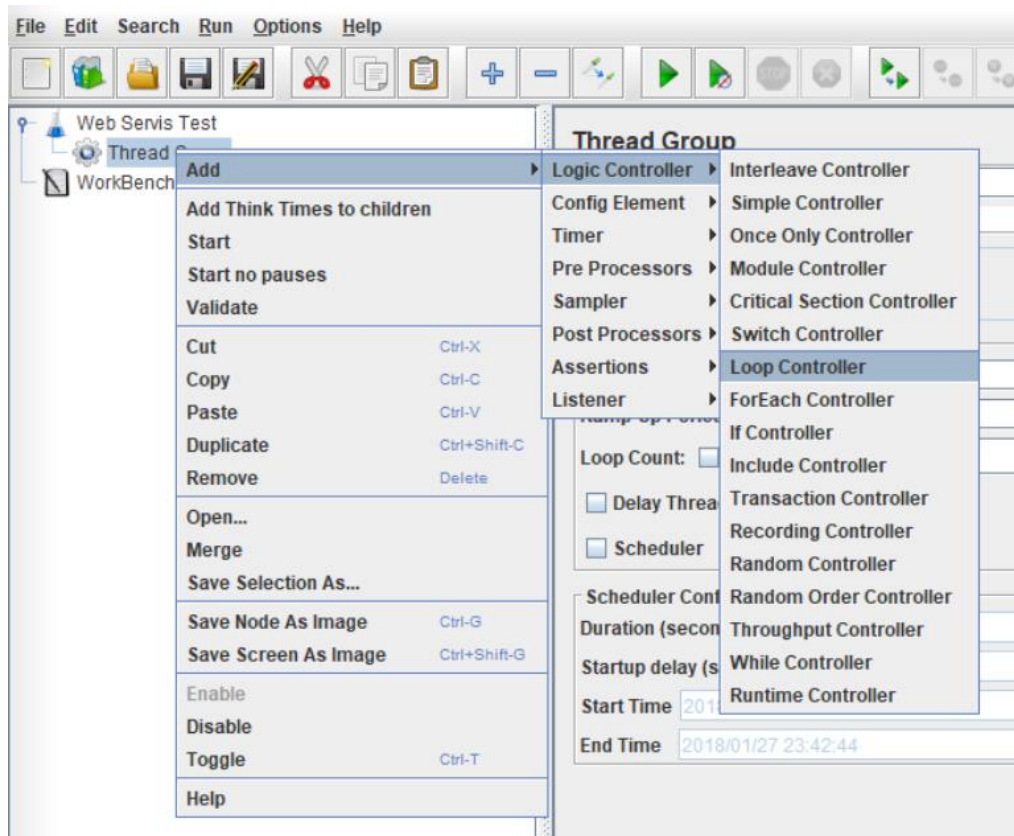 File Edit Search Run Options Help
STOP
Web Servis Test
Thread
WorkBench
Add
Add Think Times to children
Start
Start no pauses
Validate
Cut Ctrl-X
Copy Ctrl-C
Paste Ctrl-V
Duplicate Ctrl+Shift-C
Remove Delete
Open...
Merge
Save Selection As...
Save Node As Image Ctrl-G
Save Screen As Image Ctrl+Shift-G
Enable
Disable
Toggle Ctrl-T
Help
Logic Controller
Config Element
Timer
Pre Processors
Sampler
Post Processors
Assertions
Listener
Interleave Controller
Simple Controller
Once Only Controller
Module Controller
Critical Section Controller
Switch Controller
Loop Controller
ForEach Controller
If Controller
Include Controller
Transaction Controller
Recording Controller
Random Controller
Random Order Controller
Throughput Controller
While Controller
Runtime Controller
Thread Group
Loop Count:
Delay Threa
Scheduler
Scheduler Conf
Duration (secon
Startup delay (s
Start Time 201
End Time 2018/01/27 23:42:44